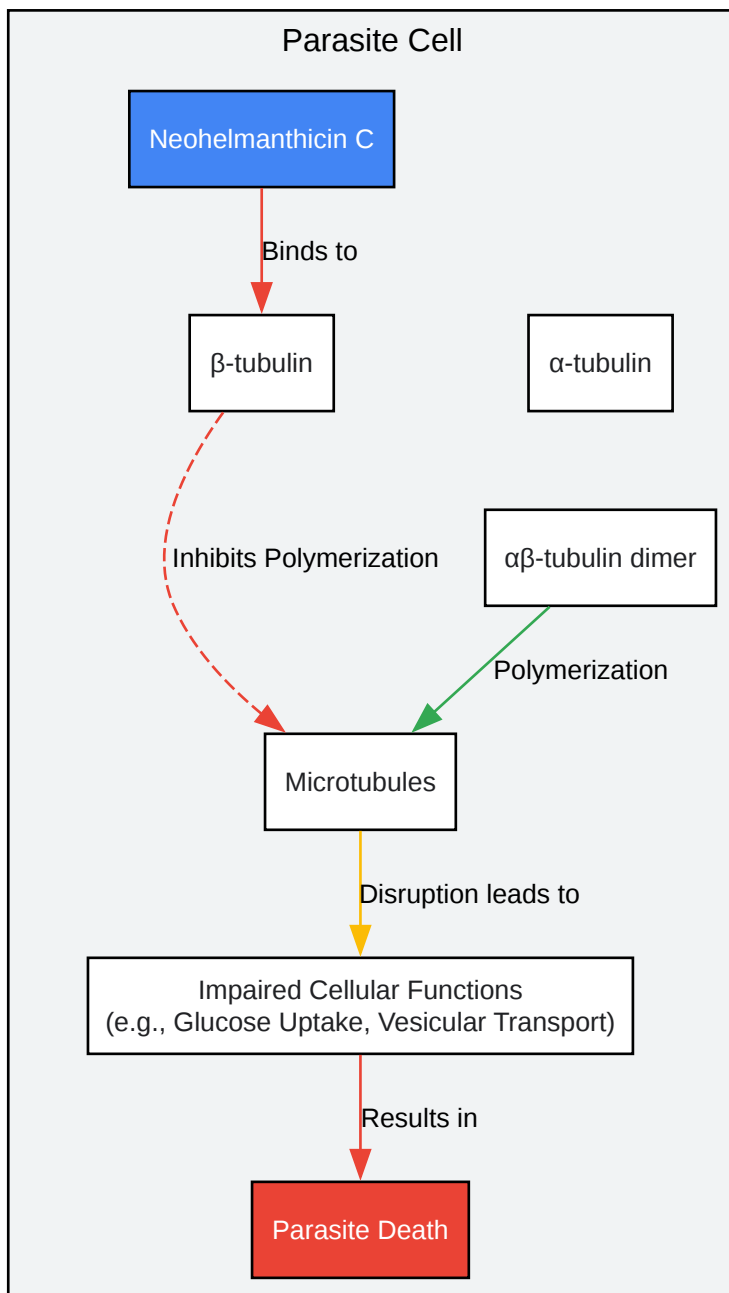 Parasite Cell
Neohelmanthicin C
Binds to
β-tubulin
α-tubulin
Inhibits Polymerization
αβ-tubulin dimer
Polymerization
Microtubules
Disruption leads to
Impaired Cellular Functions
(e.g., Glucose Uptake, Vesicular Transport)
Results in
Parasite Death